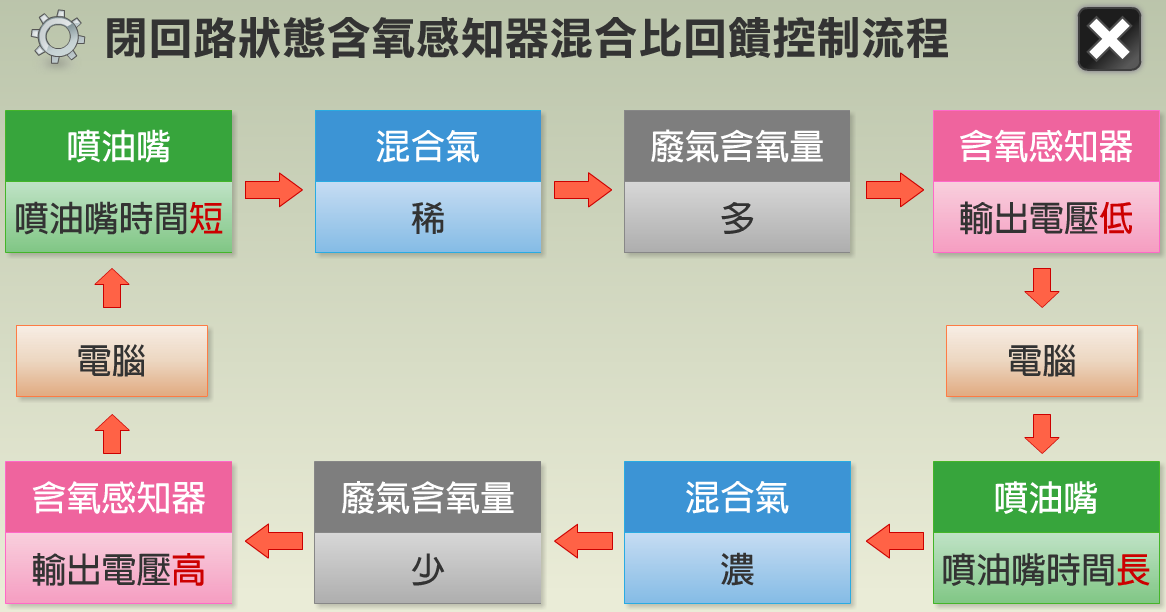 閉回路狀態含氧感知器混合比回饋控制流程
噴油嘴
噴油嘴時間短
混合氣
稀
廢氣含氧量
多
含氧感知器
輸出電壓低
電腦
電腦
含氧感知器
輸出電壓高
廢氣含氧量
少
混合氣
濃
噴油嘴
噴油嘴時間長